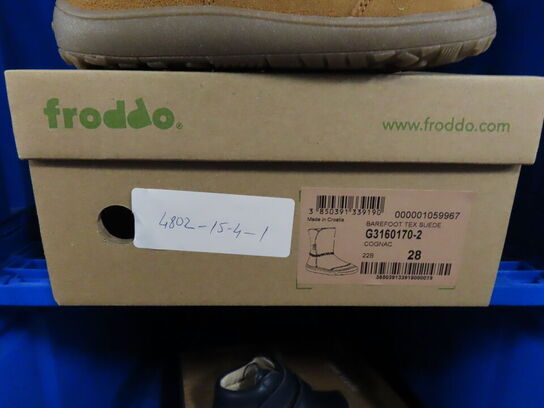 froddo®
www.froddo.com
4802-15-4-1
3 850391 339190
000001059967
Made in Croatia
BAREFOOT TEX SUEDE
G3160170-2
COGNAC
22B 28